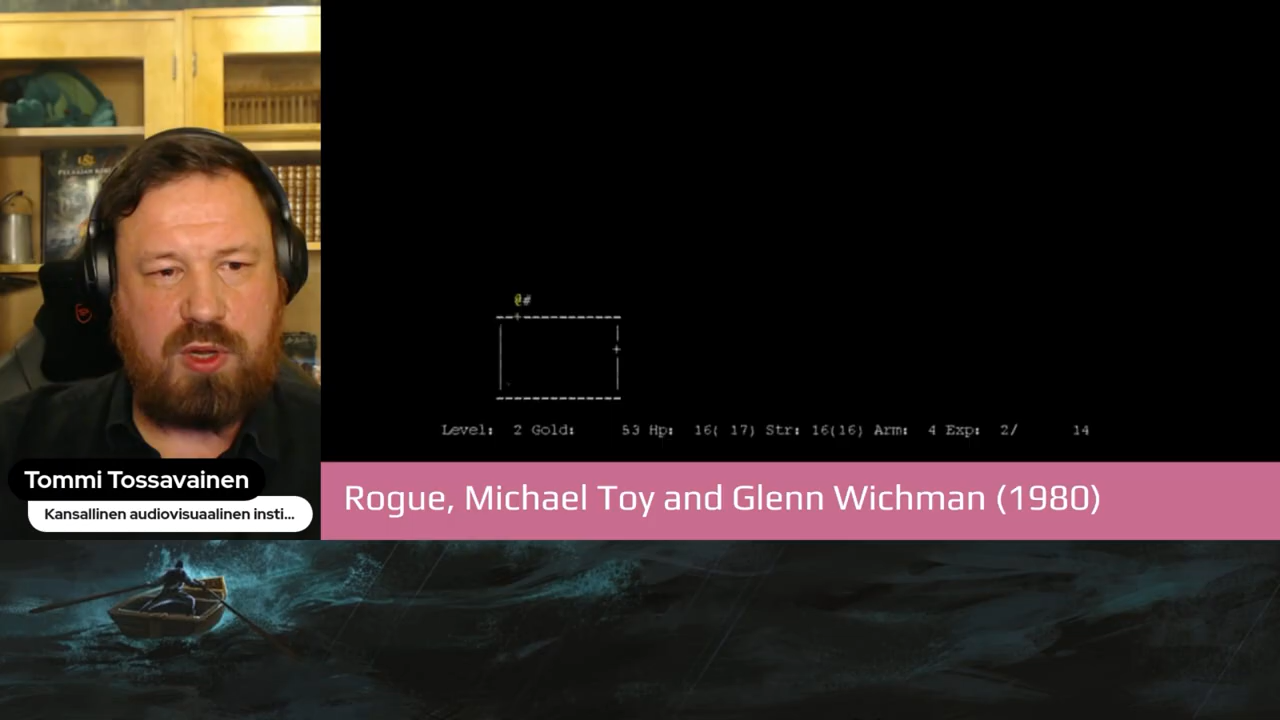 @#
Level: 2 Gold: 53 Hp: 16( 17) Str: 16(16) Arm: 4 Exp: 2/ 14
Tommi Tossavainen
Kansallinen audiovisuaalinen insti...
Rogue, Michael Toy and Glenn Wichman (1980)